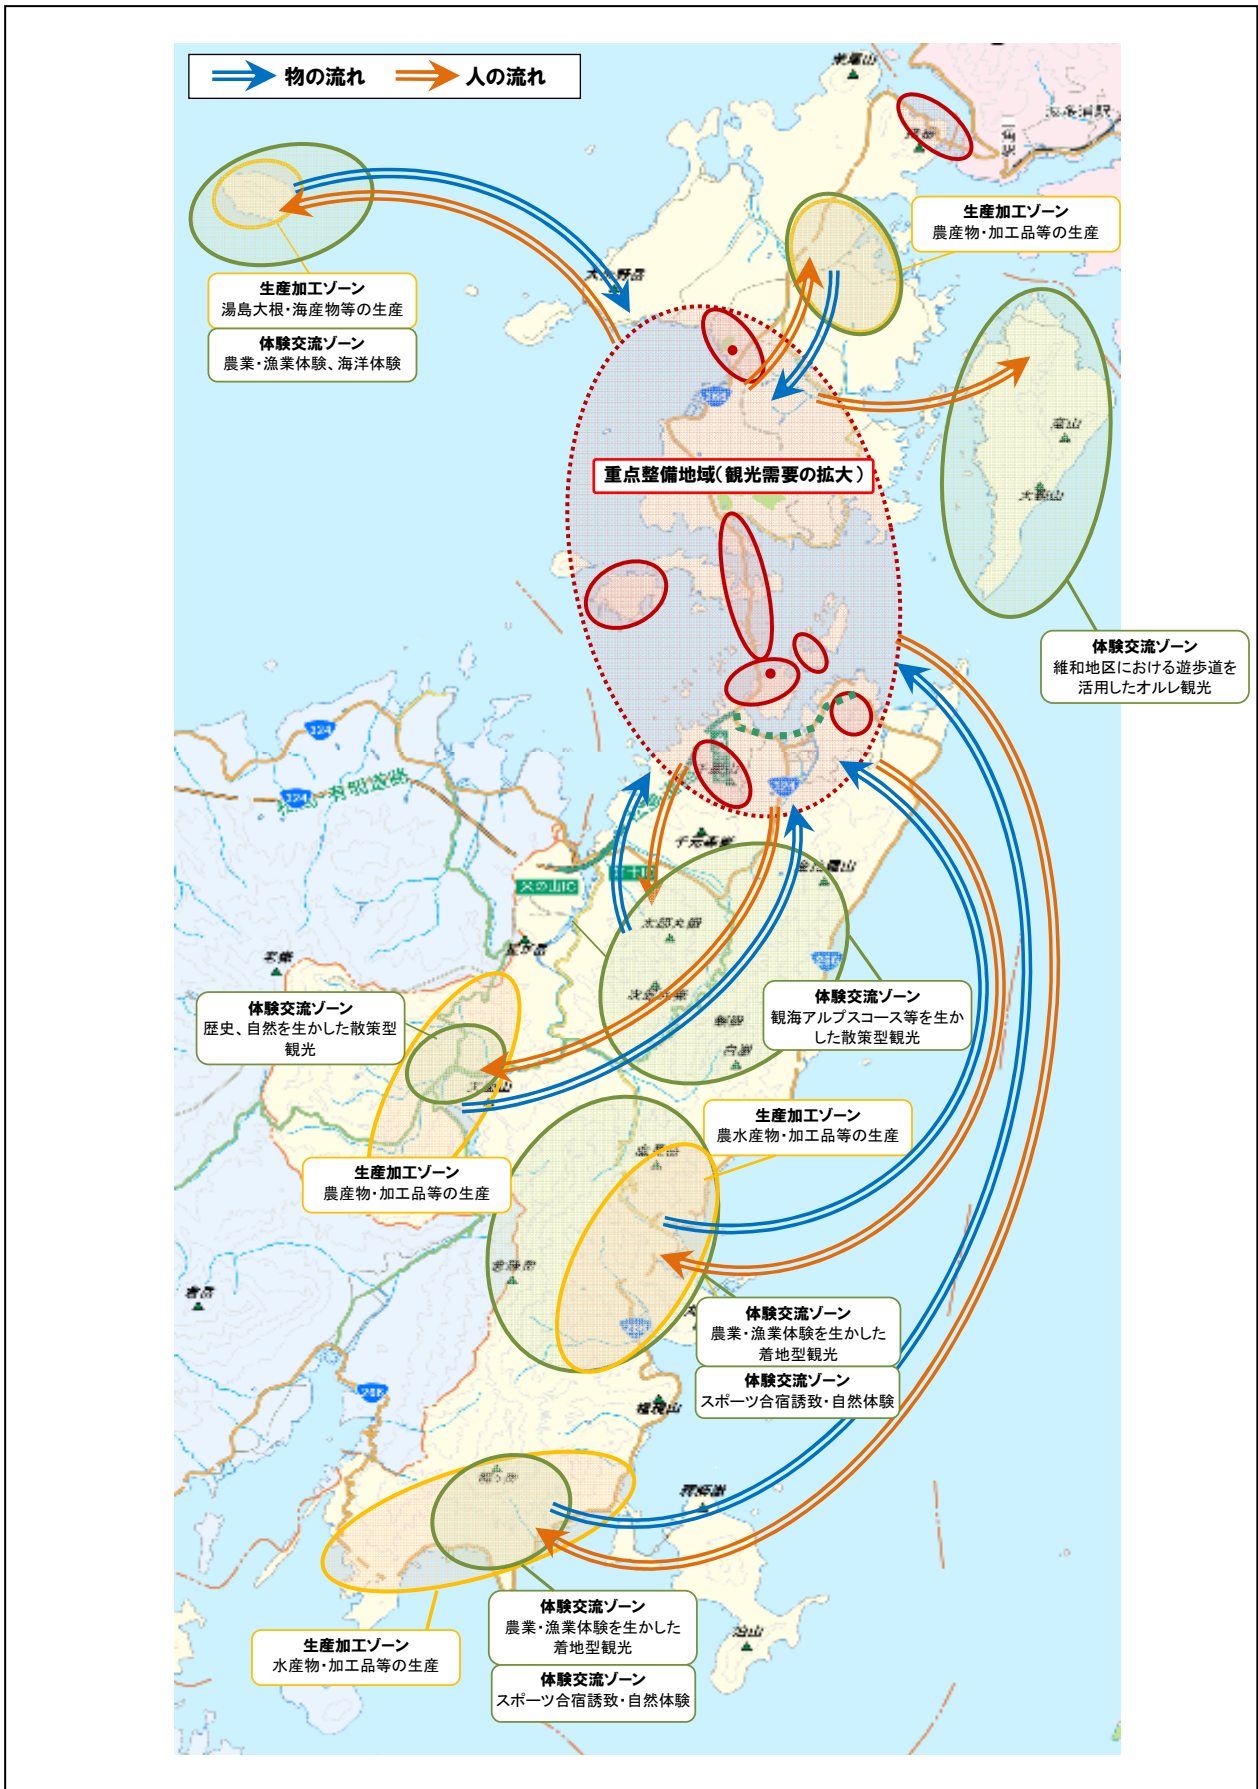 物の流れ
人の流れ
生産加工ゾーン
農産物・加工品等の生産
生産加工ゾーン
湯島大根・海産物等の生産
体験交流ゾーン
農業・漁業体験、海洋体験
重点整備地域（観光需要の拡大）
体験交流ゾーン
維和地区における遊歩道を
活用したオルレ観光
324
324
266
体験交流ゾーン
歴史、自然を生かした散策型
観光
体験交流ゾーン
観海アルプスコース等を生か
した散策型観光
生産加工ゾーン
農水産物・加工品等の生産
生産加工ゾーン
農産物・加工品等の生産
体験交流ゾーン
農業・漁業体験を生かした
着地型観光
体験交流ゾーン
スポーツ合宿誘致・自然体験
266
体験交流ゾーン
農業・漁業体験を生かした
着地型観光
体験交流ゾーン
スポーツ合宿誘致・自然体験
生産加工ゾーン
水産物・加工品等の生産